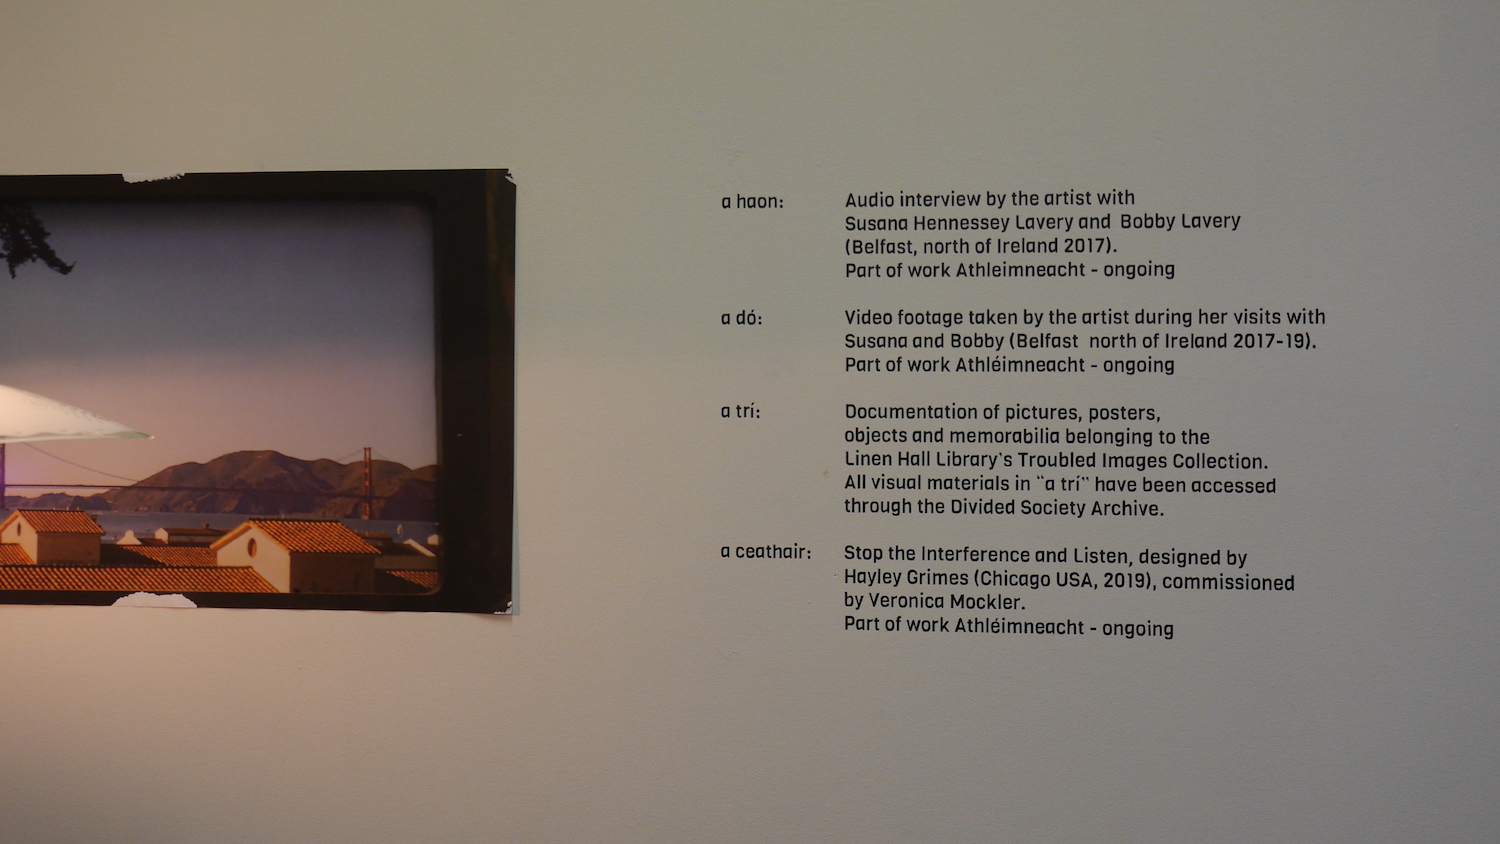 a haon: Audio interview by the artist with
Susana Hennessey Lavery and Bobby Lavery
(Belfast, north of Ireland 2017).
Part of work Athleimneacht - ongoing
a dó: Video footage taken by the artist during her visits with
Susana and Bobby (Belfast north of Ireland 2017-19).
Part of work Athléimneacht - ongoing
a trí: Documentation of pictures, posters,
objects and memorabilia belonging to the
Linen Hall Library's Troubled Images Collection.
All visual materials in "a trí" have been accessed
through the Divided Society Archive.
a ceathair: Stop the Interference and Listen, designed by
Hayley Grimes (Chicago USA, 2019), commissioned
by Veronica Mockler.
Part of work Athléimneacht - ongoing